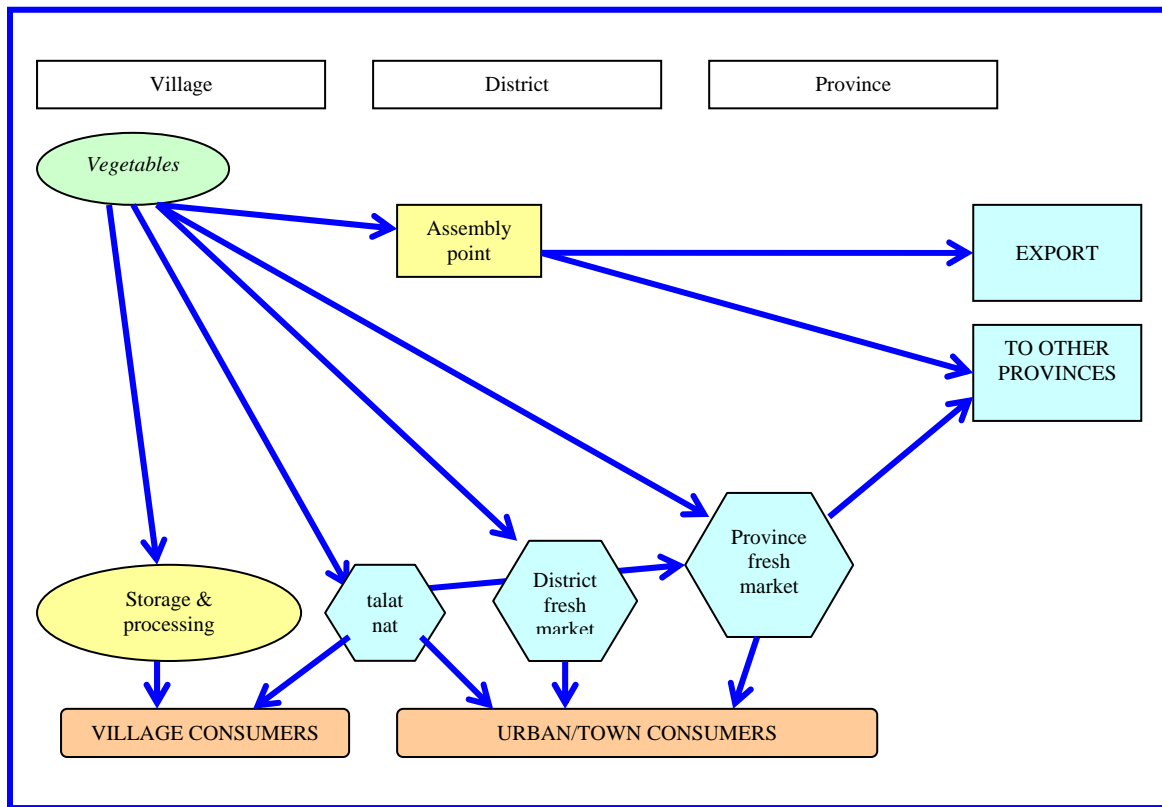 Village
District
Province
Vegetables
Assembly
point
EXPORT
TO OTHER
PROVINCES
Province
fresh
market
District
fresh
market
talat
nat
Storage &
processing
VILLAGE CONSUMERS
URBAN/TOWN CONSUMERS